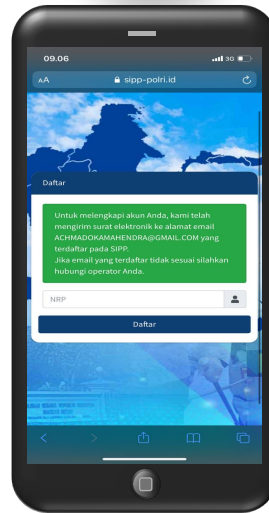 09.06
3G
AA
sipp-polri.id
Daftar
Untuk melengkapi akun Anda, kami telah
mengirim surat elektronik ke alamat email
ACHMADOKAMAHENDRA@GMAIL.COM yang
terdaftar pada SIPP.
Jika email yang terdaftar tidak sesuai silahkan
hubungi operator Anda.
NRP
Daftar